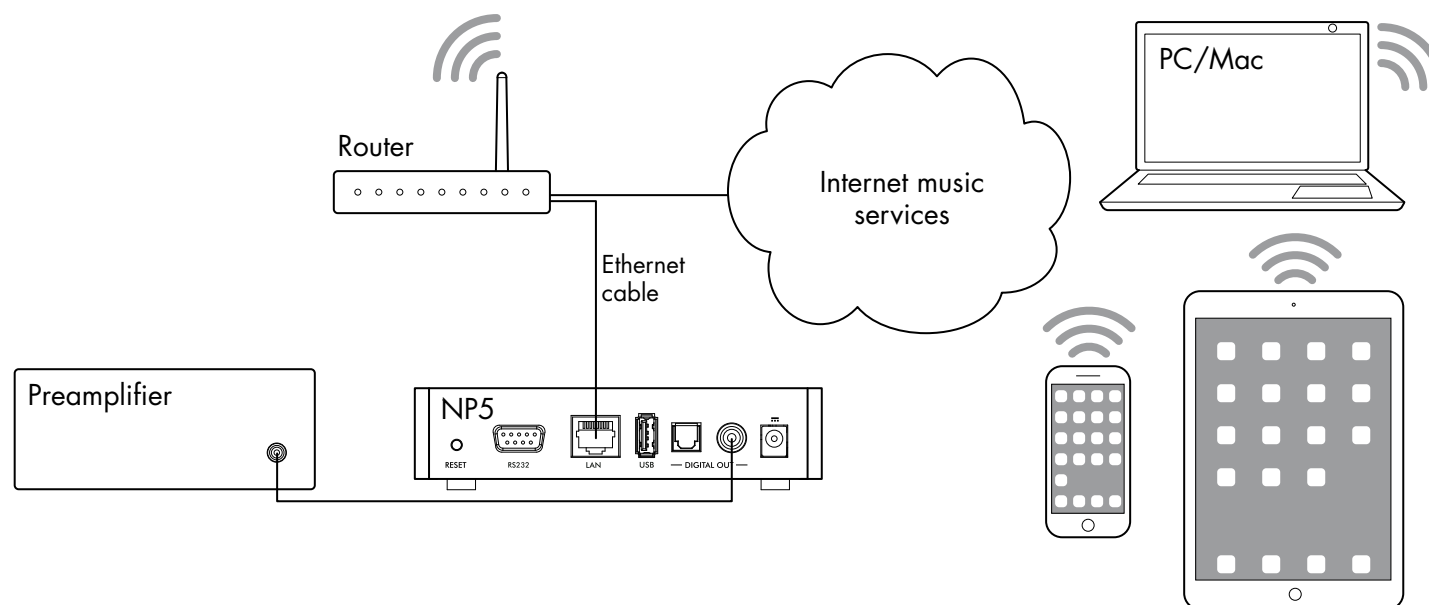 PC/Mac
Router
Internet music
services
Ethernet
cable
Preamplifier
NP5
RESET
RS232
LAN
USB
DIGITAL OUT